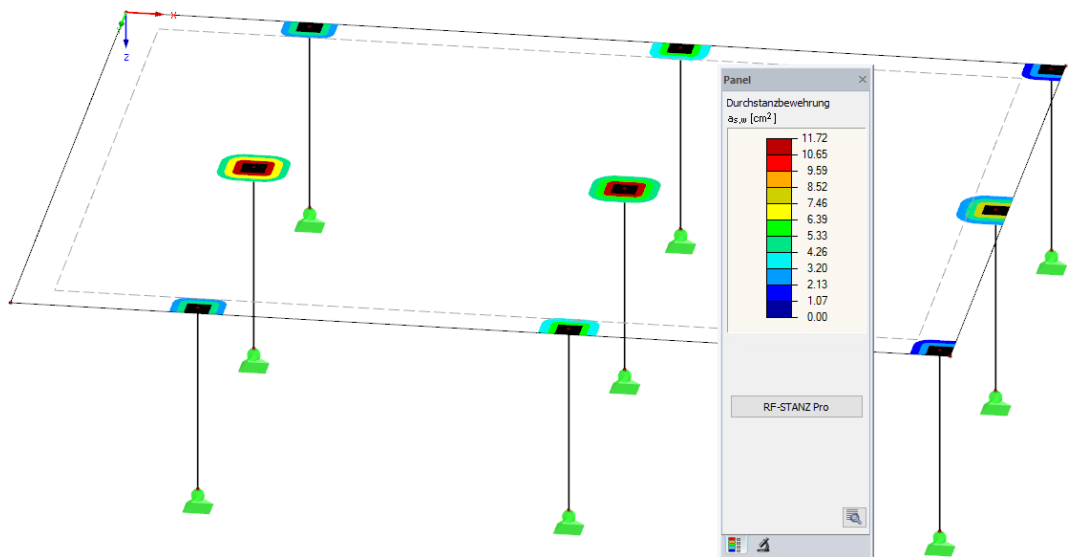 X
Z
Panel
Durchstanzbewehrung
as,w [cm²]
11.72
10.65
9.59
8.52
7.46
6.39
5.33
4.26
3.20
2.13
1.07
0.00
RF-STANZ Pro